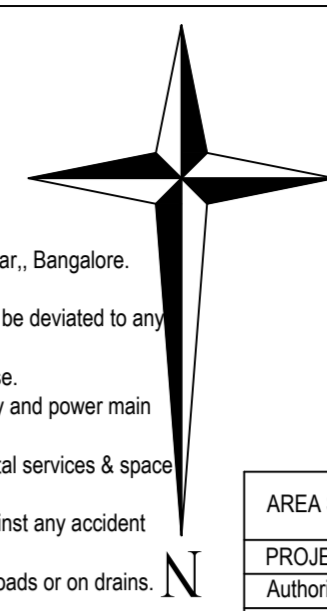 ar,, Bangalore.
be deviated to any
se.
y and power main
tal services & space
inst any accident
oads or on drains.
N
AREA
PROJE
Authori